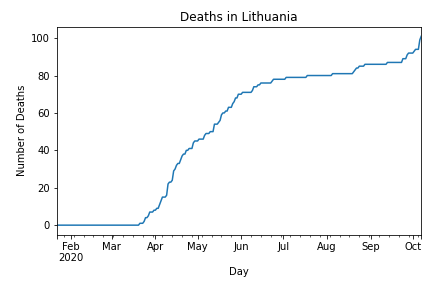 Deaths in Lithuania
100
80
60
40
20
0
Number of Deaths
Feb Mar Apr May Jun Jul Aug Sep Oct
2020
Day